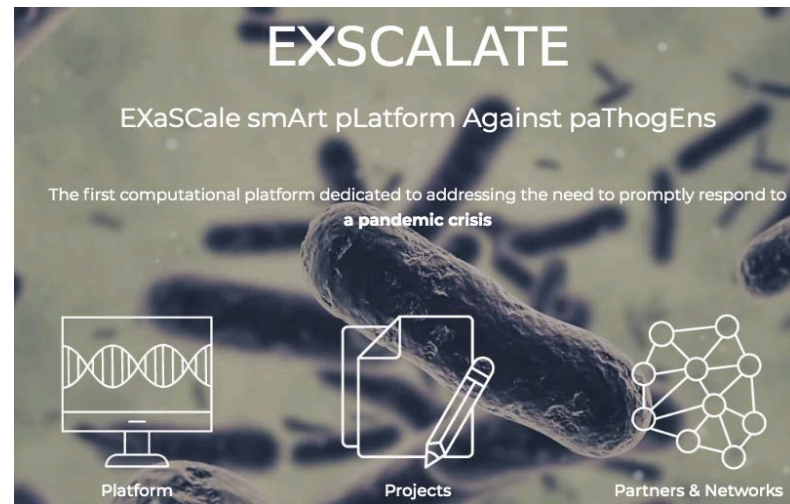 EXSCALATE
EXaSCale smArt pLatform Against paThogEns
The first computational platform dedicated to addressing the need to promptly respond to
a pandemic crisis
Platform
Projects
Partners & Networks